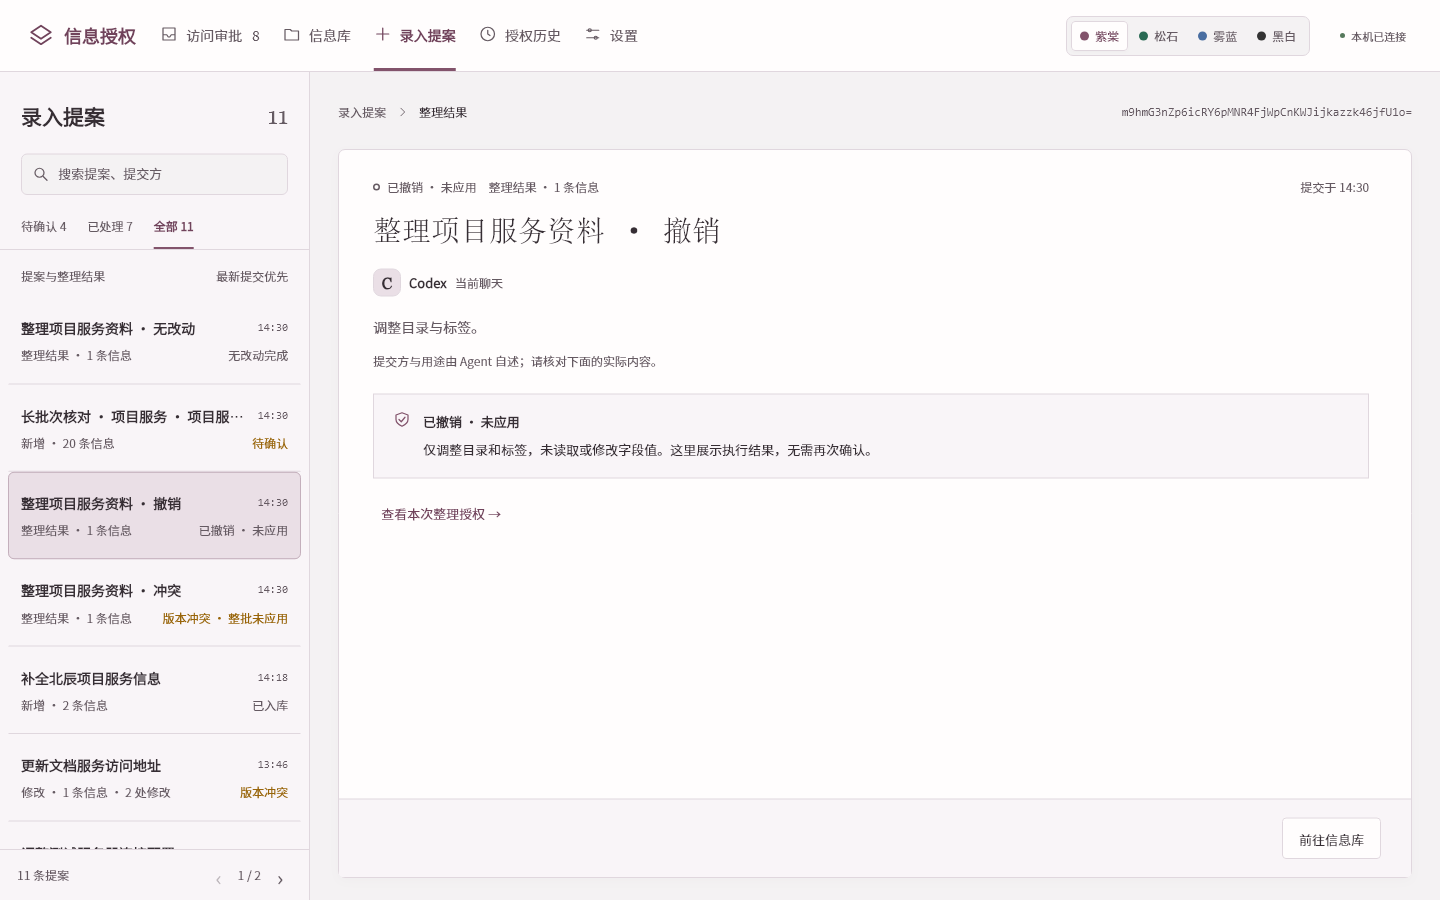 信息授权
访问审批 8
信息库
录入提案
授权历史
设置
紫棠
松石
雾蓝
黑白
本机已连接
录入提案 11
搜索提案、提交方
待确认 4 已处理 7 全部 11
提案与整理结果 最新提交优先
整理项目服务资料 · 无改动 14:30
整理结果 · 1 条信息 无改动完成
长批次核对 · 项目服务 · 项目服… 14:30
新增 · 20 条信息 待确认
整理项目服务资料 · 撤销 14:30
整理结果 · 1 条信息 已撤销 · 未应用
整理项目服务资料 · 冲突 14:30
整理结果 · 1 条信息 版本冲突 · 整批未应用
补全北辰项目服务信息 14:18
新增 · 2 条信息 已入库
更新文档服务访问地址 13:46
修改 · 1 条信息 · 2 处修改 版本冲突
11 条提案 ‹ 1 / 2 ›
录入提案 > 整理结果 m9hmG3nZp6icRY6pMNR4FjWpCnKWJijkazzk46jfU1o=
已撤销 · 未应用 整理结果 · 1 条信息 提交于 14:30
整理项目服务资料 · 撤销
C Codex 当前聊天
调整目录与标签。
提交方与用途由 Agent 自述；请核对下面的实际内容。
已撤销 · 未应用
仅调整目录和标签，未读取或修改字段值。这里展示执行结果，无需再次确认。
查看本次整理授权 →
前往信息库